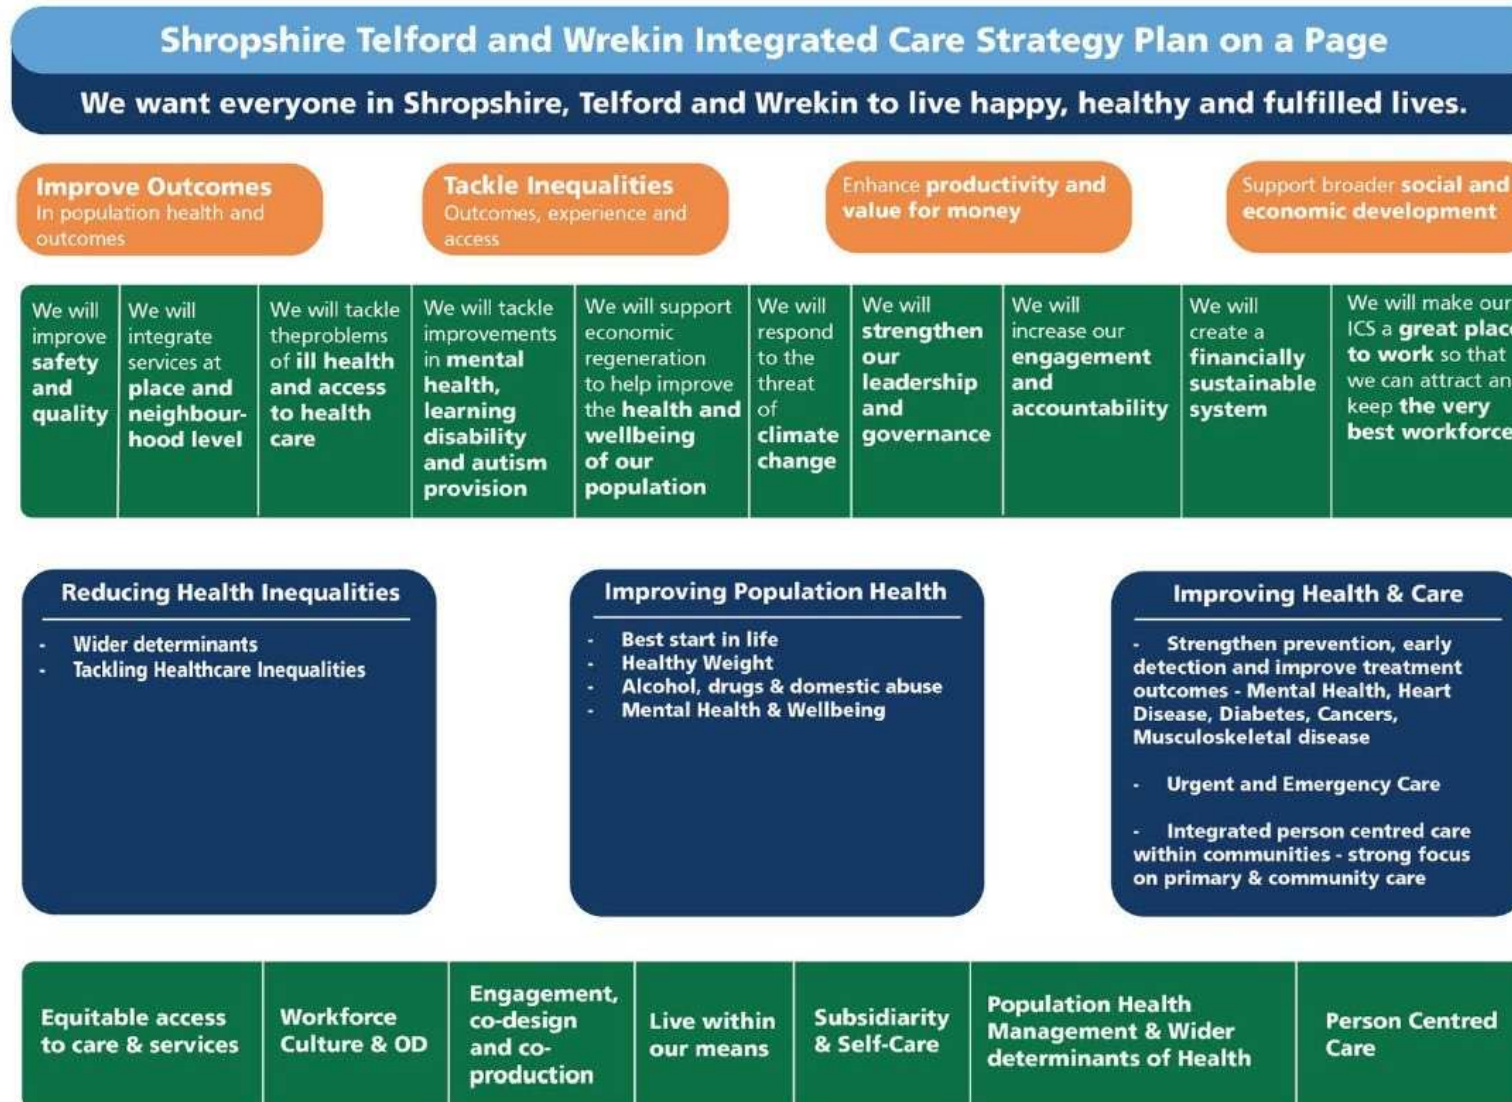 Shropshire Telford and Wrekin Integrated Care Strategy Plan on a Page
We want everyone in Shropshire, Telford and Wrekin to live happy, healthy and fulfilled lives.
Improve Outcomes
In population health and
outcomes
Tackle Inequalities
Outcomes, experience and
access
Enhance productivity and
value for money
Support broader social and
economic development
We will
improve
safety
and
quality
We will
integrate
services at
place and
neighbour-
hood level
We will tackle
theproblems
of ill health
and access
to health
care
We will tackle
improvements
in mental
health,
learning
disability
and autism
provision
We will support
economic
regeneration
to help improve
the health and
wellbeing
of our
population
We will
respond
to the
threat
of
climate
change
We will
strengthen
our
leadership
and
governance
We will
increase our
engagement
and
accountability
We will
create a
financially
sustainable
system
We will make our
ICS a great place
to work so that
we can attract an
keep the very
best workforce
Reducing Health Inequalities
- Wider determinants
- Tackling Healthcare Inequalities
Improving Population Health
- Best start in life
- Healthy Weight
- Alcohol, drugs & domestic abuse
- Mental Health & Wellbeing
Improving Health & Care
- Strengthen prevention, early
detection and improve treatment
outcomes - Mental Health, Heart
Disease, Diabetes, Cancers,
Musculoskeletal disease
- Urgent and Emergency Care
- Integrated person centred care
within communities - strong focus
on primary & community care
Equitable access
to care & services
Workforce
Culture & OD
Engagement,
co-design
and co-
production
Live within
our means
Subsidiarity
& Self-Care
Population Health
Management & Wider
determinants of Health
Person Centred
Care